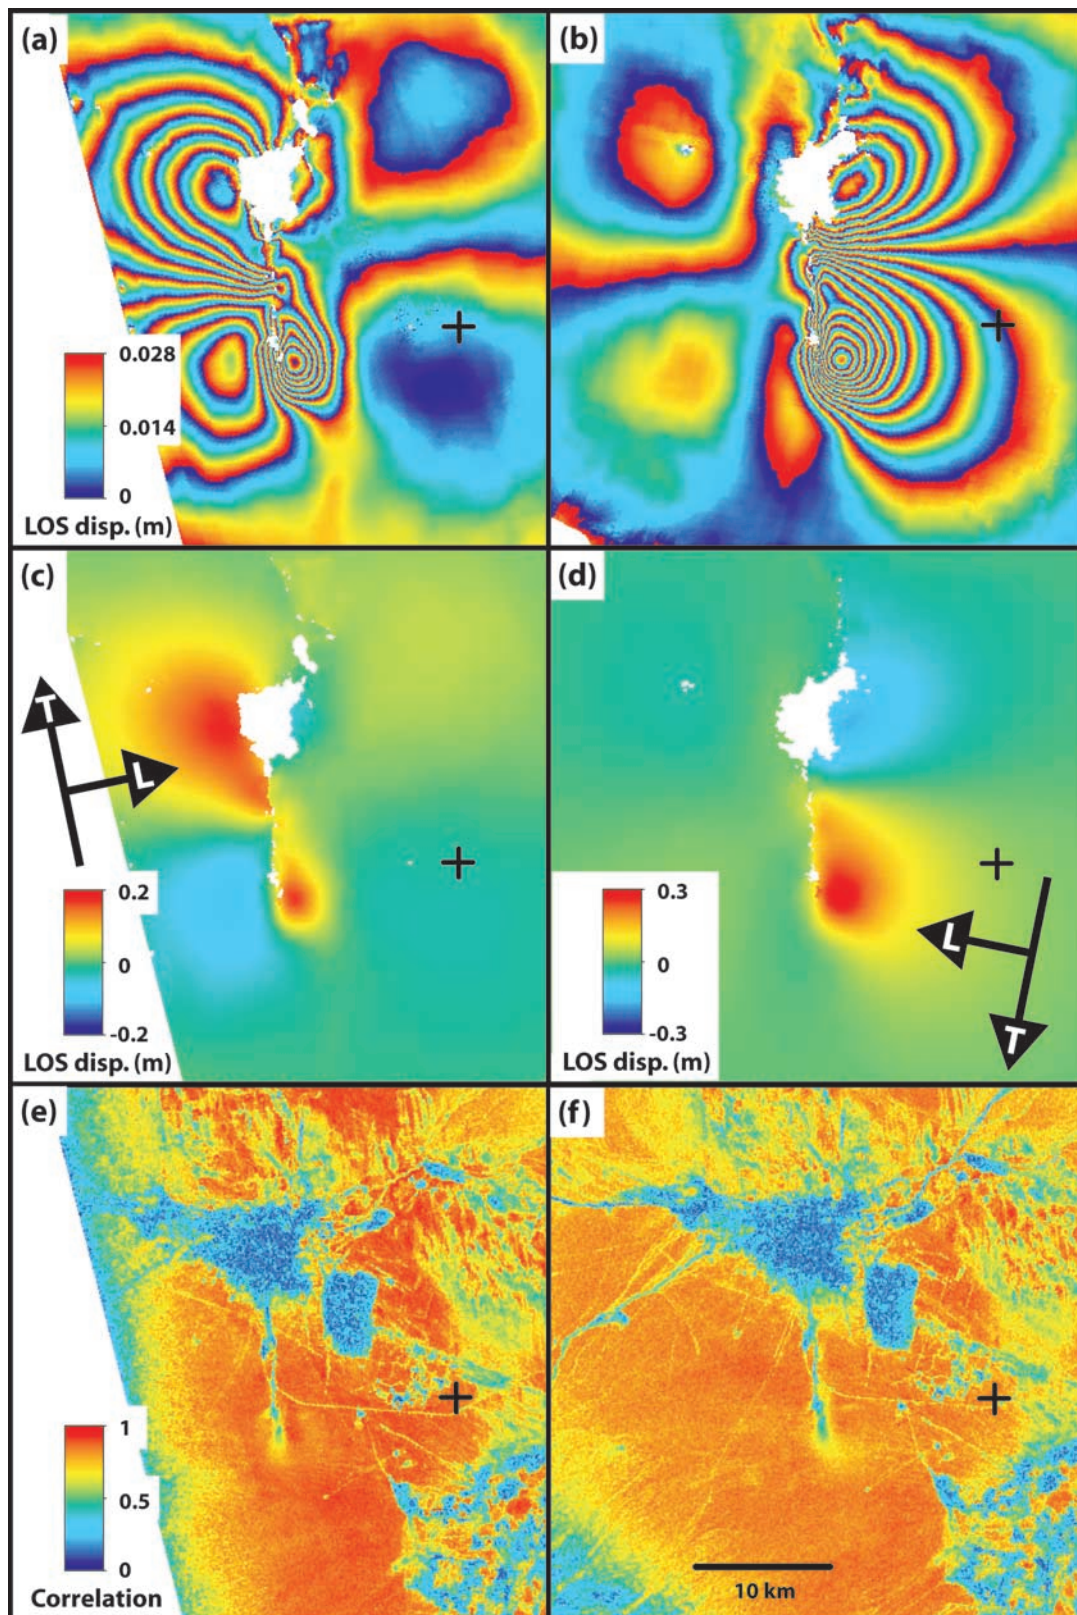 (a)
(b)
0.028
0.014
0
LOS disp. (m)
(c)
(d)
T
L
0.2
0
-0.2
LOS disp. (m)
0.3
0
-0.3
LOS disp. (m)
L
T
(e)
(f)
1
0.5
0
Correlation
10 km